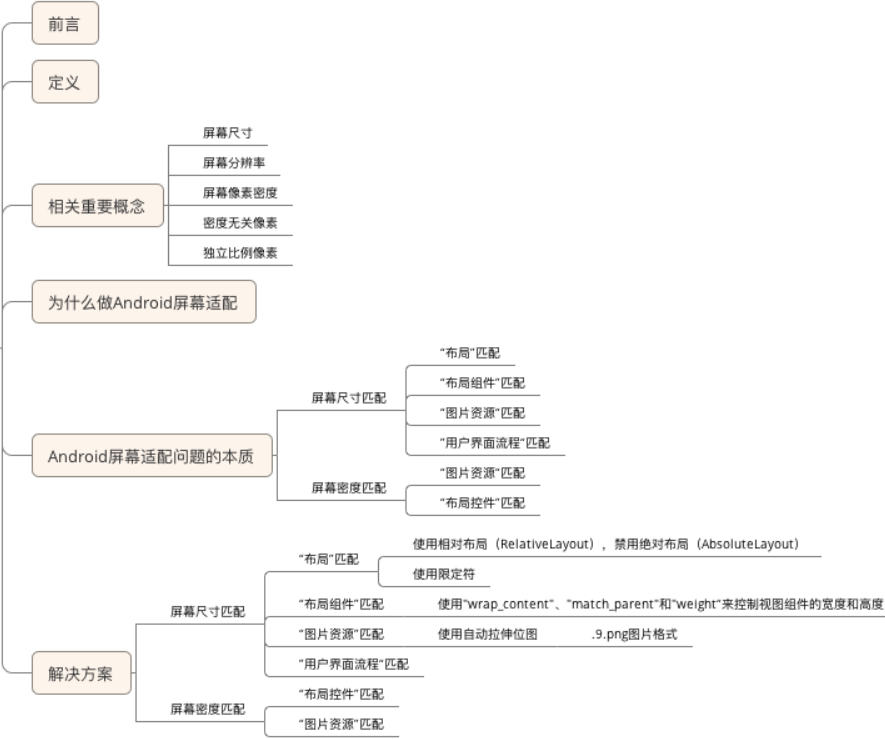 前言
定义
相关重要概念
屏幕尺寸
屏幕分辨率
屏幕像素密度
密度无关像素
独立比例像素
为什么做Android屏幕适配
Android屏幕适配问题的本质
屏幕尺寸匹配
“布局”匹配
“布局组件”匹配
“图片资源”匹配
“用户界面流程”匹配
屏幕密度匹配
“图片资源”匹配
“布局控件”匹配
解决方案
屏幕尺寸匹配
“布局”匹配
使用相对布局（RelativeLayout），禁用绝对布局（AbsoluteLayout）
使用限定符
“布局组件”匹配 使用"wrap_content"、"match_parent"和"weight"来控制视图组件的宽度和高度
“图片资源”匹配 使用自动拉伸位图 .9.png图片格式
“用户界面流程”匹配
屏幕密度匹配
“布局控件”匹配
“图片资源”匹配